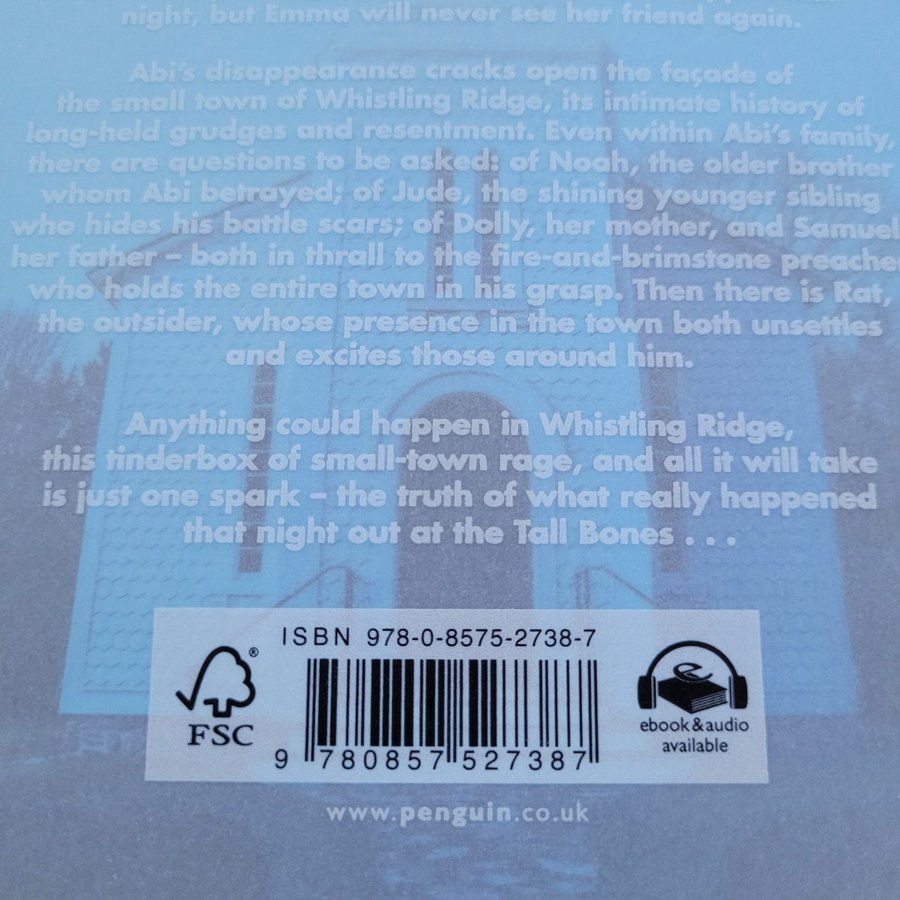 night, but Emma will never see her friend again.
Abi's disappearance cracks open the façade of
the small town of Whistling Ridge, its intimate history of
long-held grudges and resentment. Even within Abi's family,
there are questions to be asked: of Noah, the older brother
whom Abi betrayed; of Jude, the shining younger sibling
who hides his battle scars; of Dolly, her mother, and Samuel
her father – both in thrall to the fire-and-brimstone preacher
who holds the entire town in his grasp. Then there is Rat,
the outsider, whose presence in the town both unsettles
and excites those around him.
Anything could happen in Whistling Ridge,
this tinderbox of small-town rage, and all it will take
is just one spark – the truth of what really happened
that night out at the Tall Bones . . .
ISBN 978-0-8575-2738-7
®
FSC
9 780857 527387
e
ebook & audio
available
www.penguin.co.uk